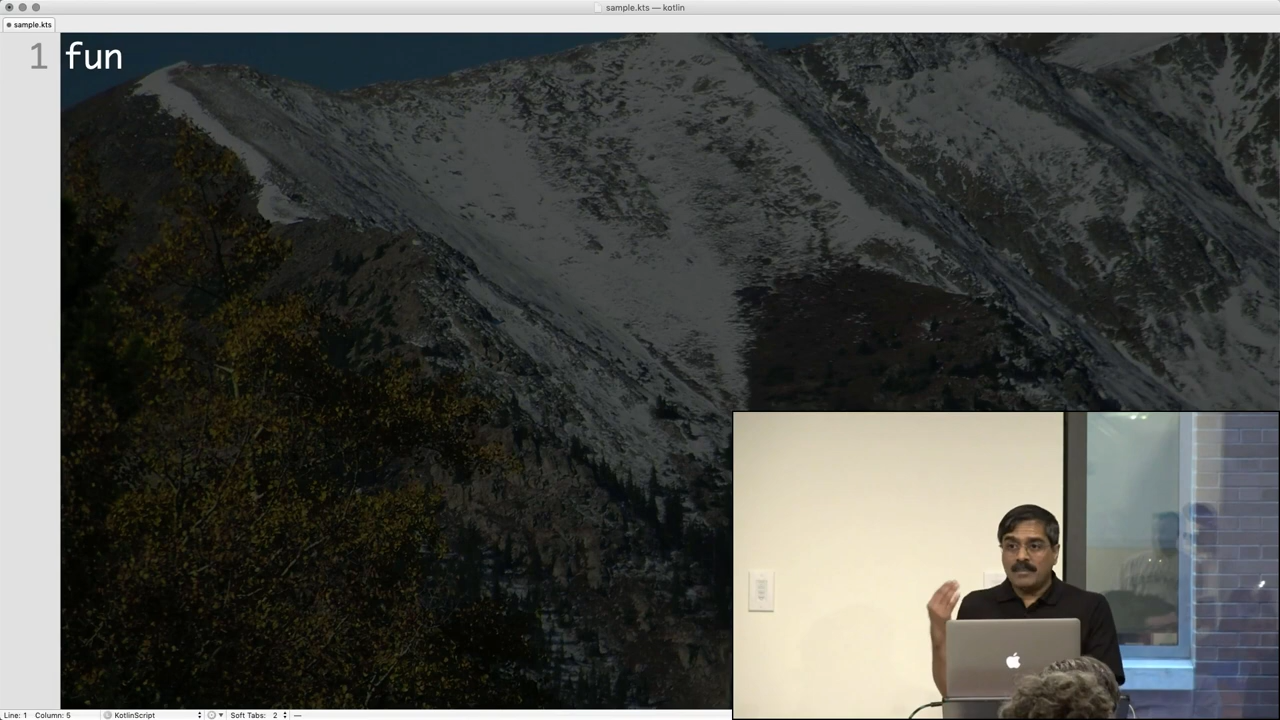 sample.kts — kotlin
sample.kts
1 fun
Line: 1 Column: 5
KotlinScript
Soft Tabs: 2
—